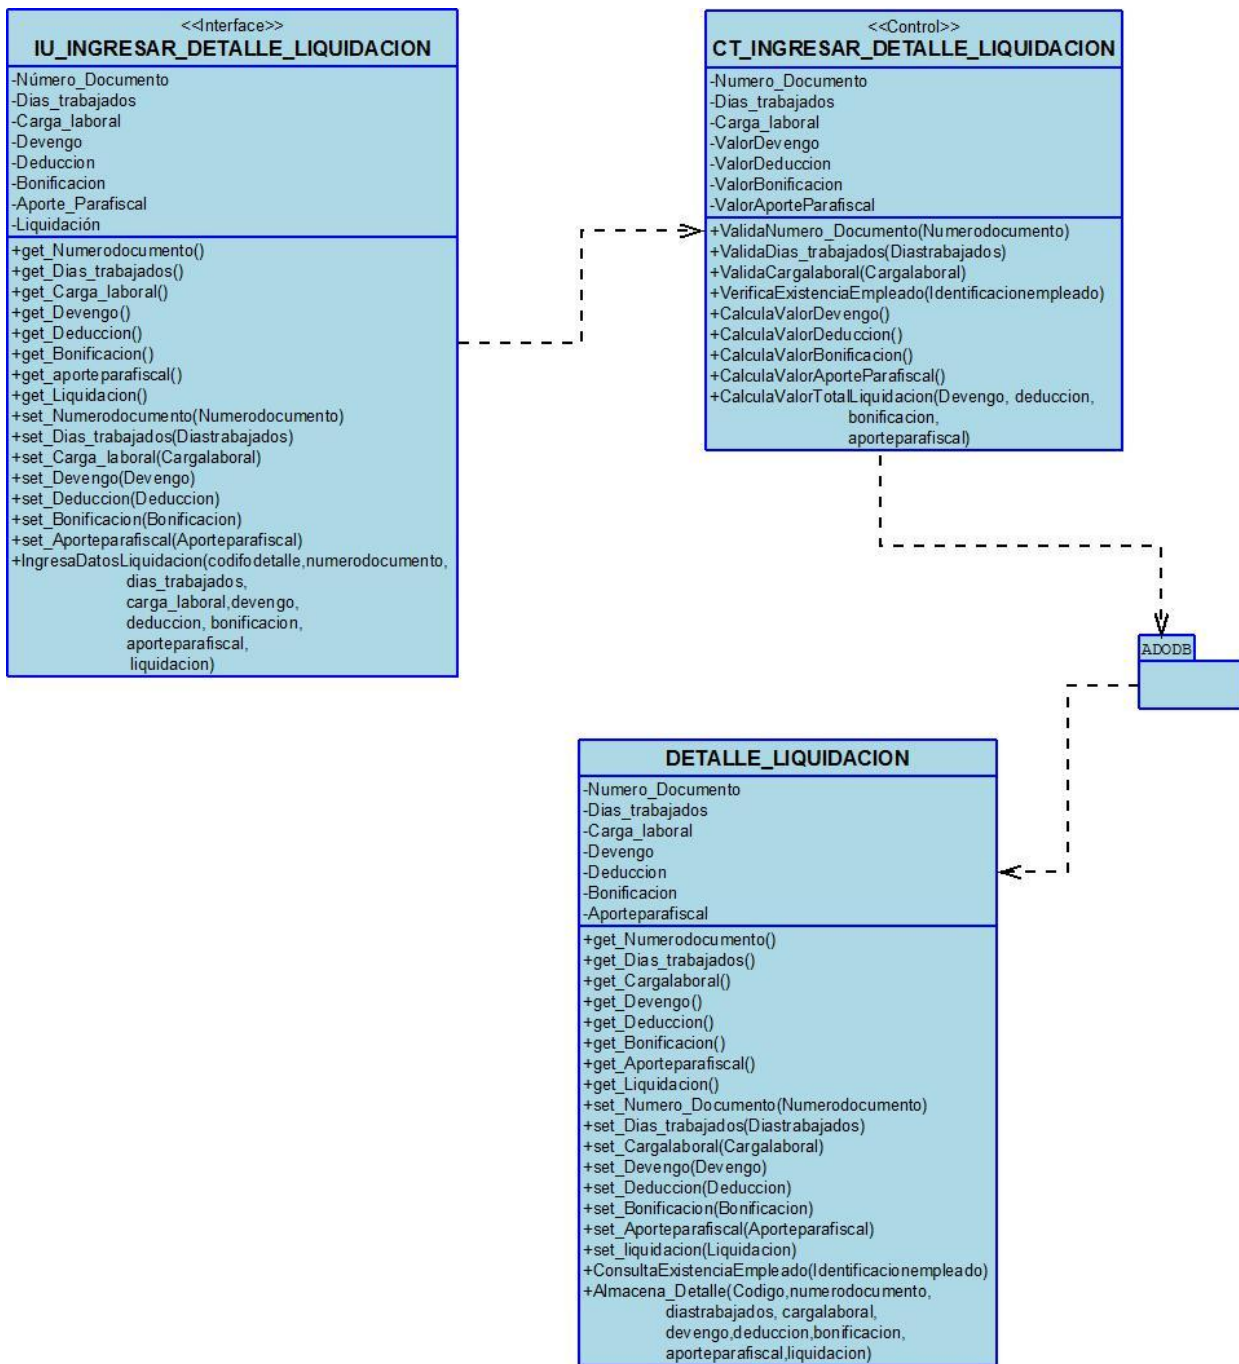 <<Interface>>
IU_INGRESAR_DETALLE_LIQUIDACION
-Número_Documento
-Dias_trabajados
-Carga_laboral
-Devengo
-Deduccion
-Bonificacion
-Aporte_Parafiscal
-Liquidación
+get_Numerodocumento()
+get_Dias_trabajados()
+get_Carga_laboral()
+get_Devengo()
+get_Deduccion()
+get_Bonificacion()
+get_aporteparafiscal()
+get_Liquidacion()
+set_Numerodocumento(Numerodocumento)
+set_Dias_trabajados(Diastrabajados)
+set_Carga_laboral(Cargalaboral)
+set_Devengo(Devengo)
+set_Deduccion(Deduccion)
+set_Bonificacion(Bonificacion)
+set_Aporteparafiscal(Aporteparafiscal)
+IngresaDatosLiquidacion(codifodetalle,numerodocumento,
dias_trabajados,
carga_laboral,devengo,
deduccion, bonificacion,
aporteparafiscal,
liquidacion)
<<Control>>
CT_INGRESAR_DETALLE_LIQUIDACION
-Numero_Documento
-Dias_trabajados
-Carga_laboral
-ValorDevengo
-ValorDeduccion
-ValorBonificacion
-ValorAporteParafiscal
+ValidaNumero_Documento(Numerodocumento)
+ValidaDias_trabajados(Diastrabajados)
+ValidaCargalaboral(Cargalaboral)
+VerificaExistenciaEmpleado(Identificacionempleado)
+CalculaValorDevengo()
+CalculaValorDeduccion()
+CalculaValorBonificacion()
+CalculaValorAporteParafiscal()
+CalculaValorTotalLiquidacion(Devengo, deduccion,
bonificacion,
aporteparafiscal)
ADODB
DETALLE_LIQUIDACION
-Numero_Documento
-Dias_trabajados
-Carga_laboral
-Devengo
-Deduccion
-Bonificacion
-Aporteparafiscal
+get_Numerodocumento()
+get_Dias_trabajados()
+get_Cargalaboral()
+get_Devengo()
+get_Deduccion()
+get_Bonificacion()
+get_Aporteparafiscal()
+get_Liquidacion()
+set_Numero_Documento(Numerodocumento)
+set_Dias_trabajados(Diastrabajados)
+set_Cargalaboral(Cargalaboral)
+set_Devengo(Devengo)
+set_Deduccion(Deduccion)
+set_Bonificacion(Bonificacion)
+set_Aporteparafiscal(Aporteparafiscal)
+set_liquidacion(Liquidacion)
+ConsultaExistenciaEmpleado(Identificacionempleado)
+Almacena_Detalle(Codigo,numerodocumento,
diastrabajados, cargalaboral,
devengo,deduccion,bonificacion,
aporteparafiscal,liquidacion)